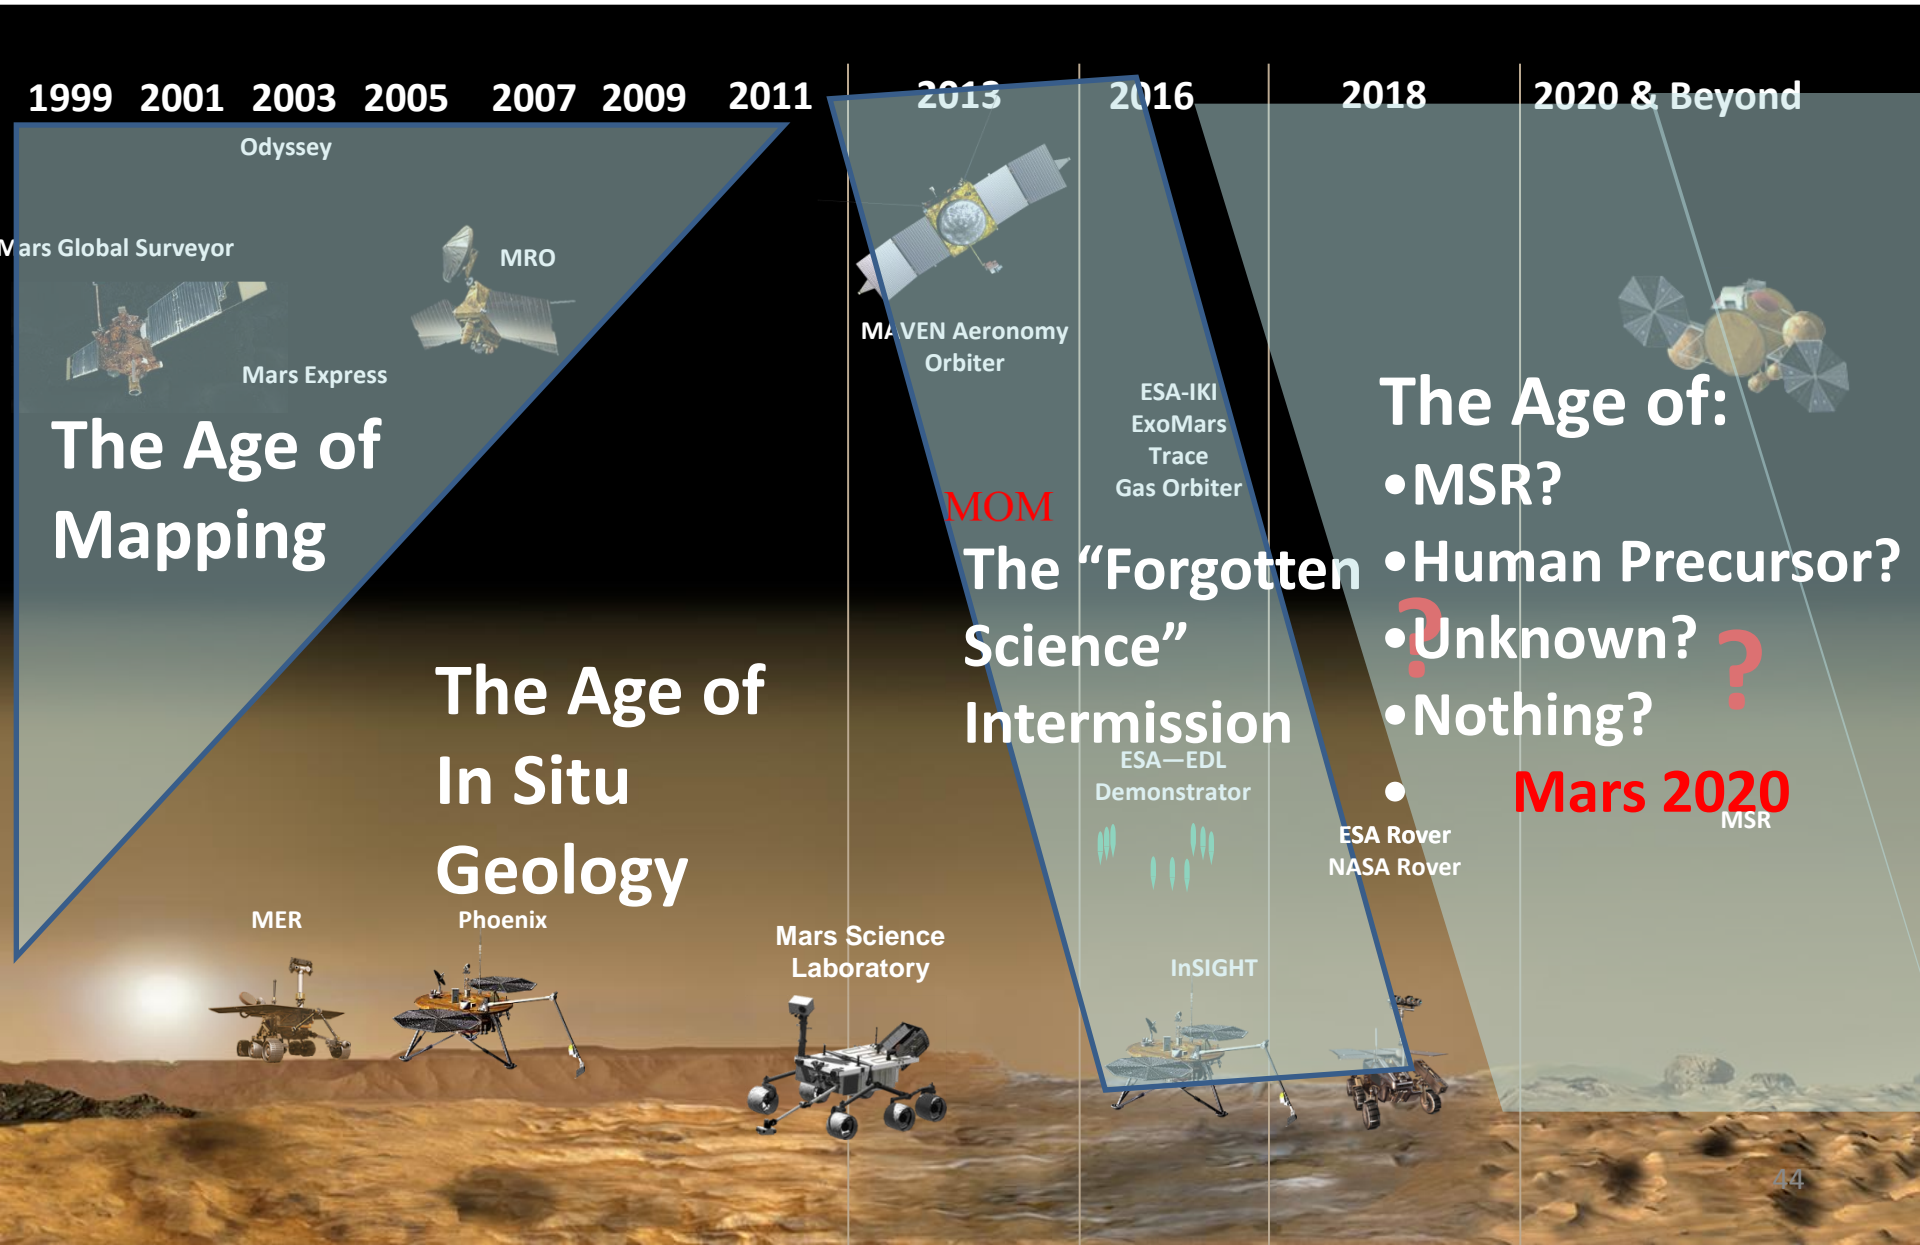 1999 2001 2003 2005 2007 2009 2011 2013 2016 2018 2020 & Beyond
Odyssey
Mars Global Surveyor
MRO
Mars Express
The Age of
Mapping
The Age of
In Situ
Geology
MER
Phoenix
Mars Science
Laboratory
MAVEN Aeronomy
Orbiter
ESA-IKI
ExoMars
Trace
Gas Orbiter
MOM
The “Forgotten
Science”
Intermission
ESA—EDL
Demonstrator
InSIGHT
The Age of:
•MSR?
•Human Precursor?
•Unknown?
•Nothing?
• Mars 2020
?
?
MSR
ESA Rover
NASA Rover
44